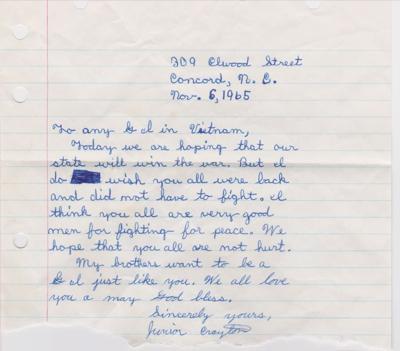 309 Elwood Street
Concord, N. C.
Nov. 6, 1965
To any G I in Vietnam,
Today we are hoping that our
state will win the war. But I
do wish you all were back
and did not have to fight. I
think you all are very good
men for fighting for peace. We
hope that you all are not hurt.
My brothers want to be a
G I just like you. We all love
you a may God bless.
Sincerely yours,
Junior Crayton